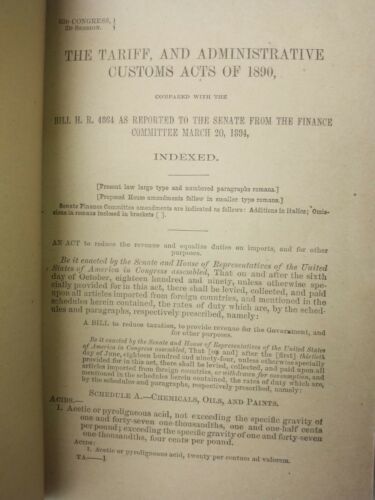 53D CONGRESS,
2D SESSION.
THE TARIFF, AND ADMINISTRATIVE
CUSTOMS ACTS OF 1890,
COMPARED WITH THE
BILL H. R. 4864 AS REPORTED TO THE SENATE FROM THE FINANCE
COMMITTEE MARCH 20, 1894,
INDEXED.
[Present law large type and numbered paragraphs romans.]
[Proposed House amendments follow in smaller type romans.]
Senate Finance Committee amendments are indicated as follows: Additions in italics; Omis-
sions in romans inclosed in brackets [ ].
AN ACT to reduce the revenue and equalize duties on imports, and for other
purposes.
Be it enacted by the Senate and House of Representatives of the United
States of America in Congress assembled, That on and after the sixth
day of October, eighteen hundred and ninety, unless otherwise spe-
cially provided for in this act, there shall be levied, collected, and paid
upon all articles imported from foreign countries, and mentioned in the
schedules herein contained, the rates of duty which are, by the sched-
ules and paragraphs, respectively prescribed, namely:
A BILL to reduce taxation, to provide revenue for the Government, and
for other purposes.
Be it enacted by the Senate and House of Representatives of the United States
of America in Congress assembled, That [on and] after the [first] thirtieth
day of June, eighteen hundred and ninety-four, unless otherwise specially
provided for in this act, there shall be levied, collected, and paid upon all
articles imported from foreign countries, or withdrawn for consumption, and
mentioned in the schedules herein contained, the rates of duty which are,
by the schedules and paragraphs, respectively prescribed, namely:
SCHEDULE A.—CHEMICALS, OILS, AND PAINTS.
ACIDS.—
1. Acetic or pyroligneous acid, not exceeding the specific gravity of
one and forty-seven one-thousandths, one and one-half cents
per pound; exceeding the specific gravity of one and forty-seven
one-thousandths, four cents per pound.
ACIDS:
1. Acetic or pyroligneous acid, twenty per centum ad valorem.
TA——1